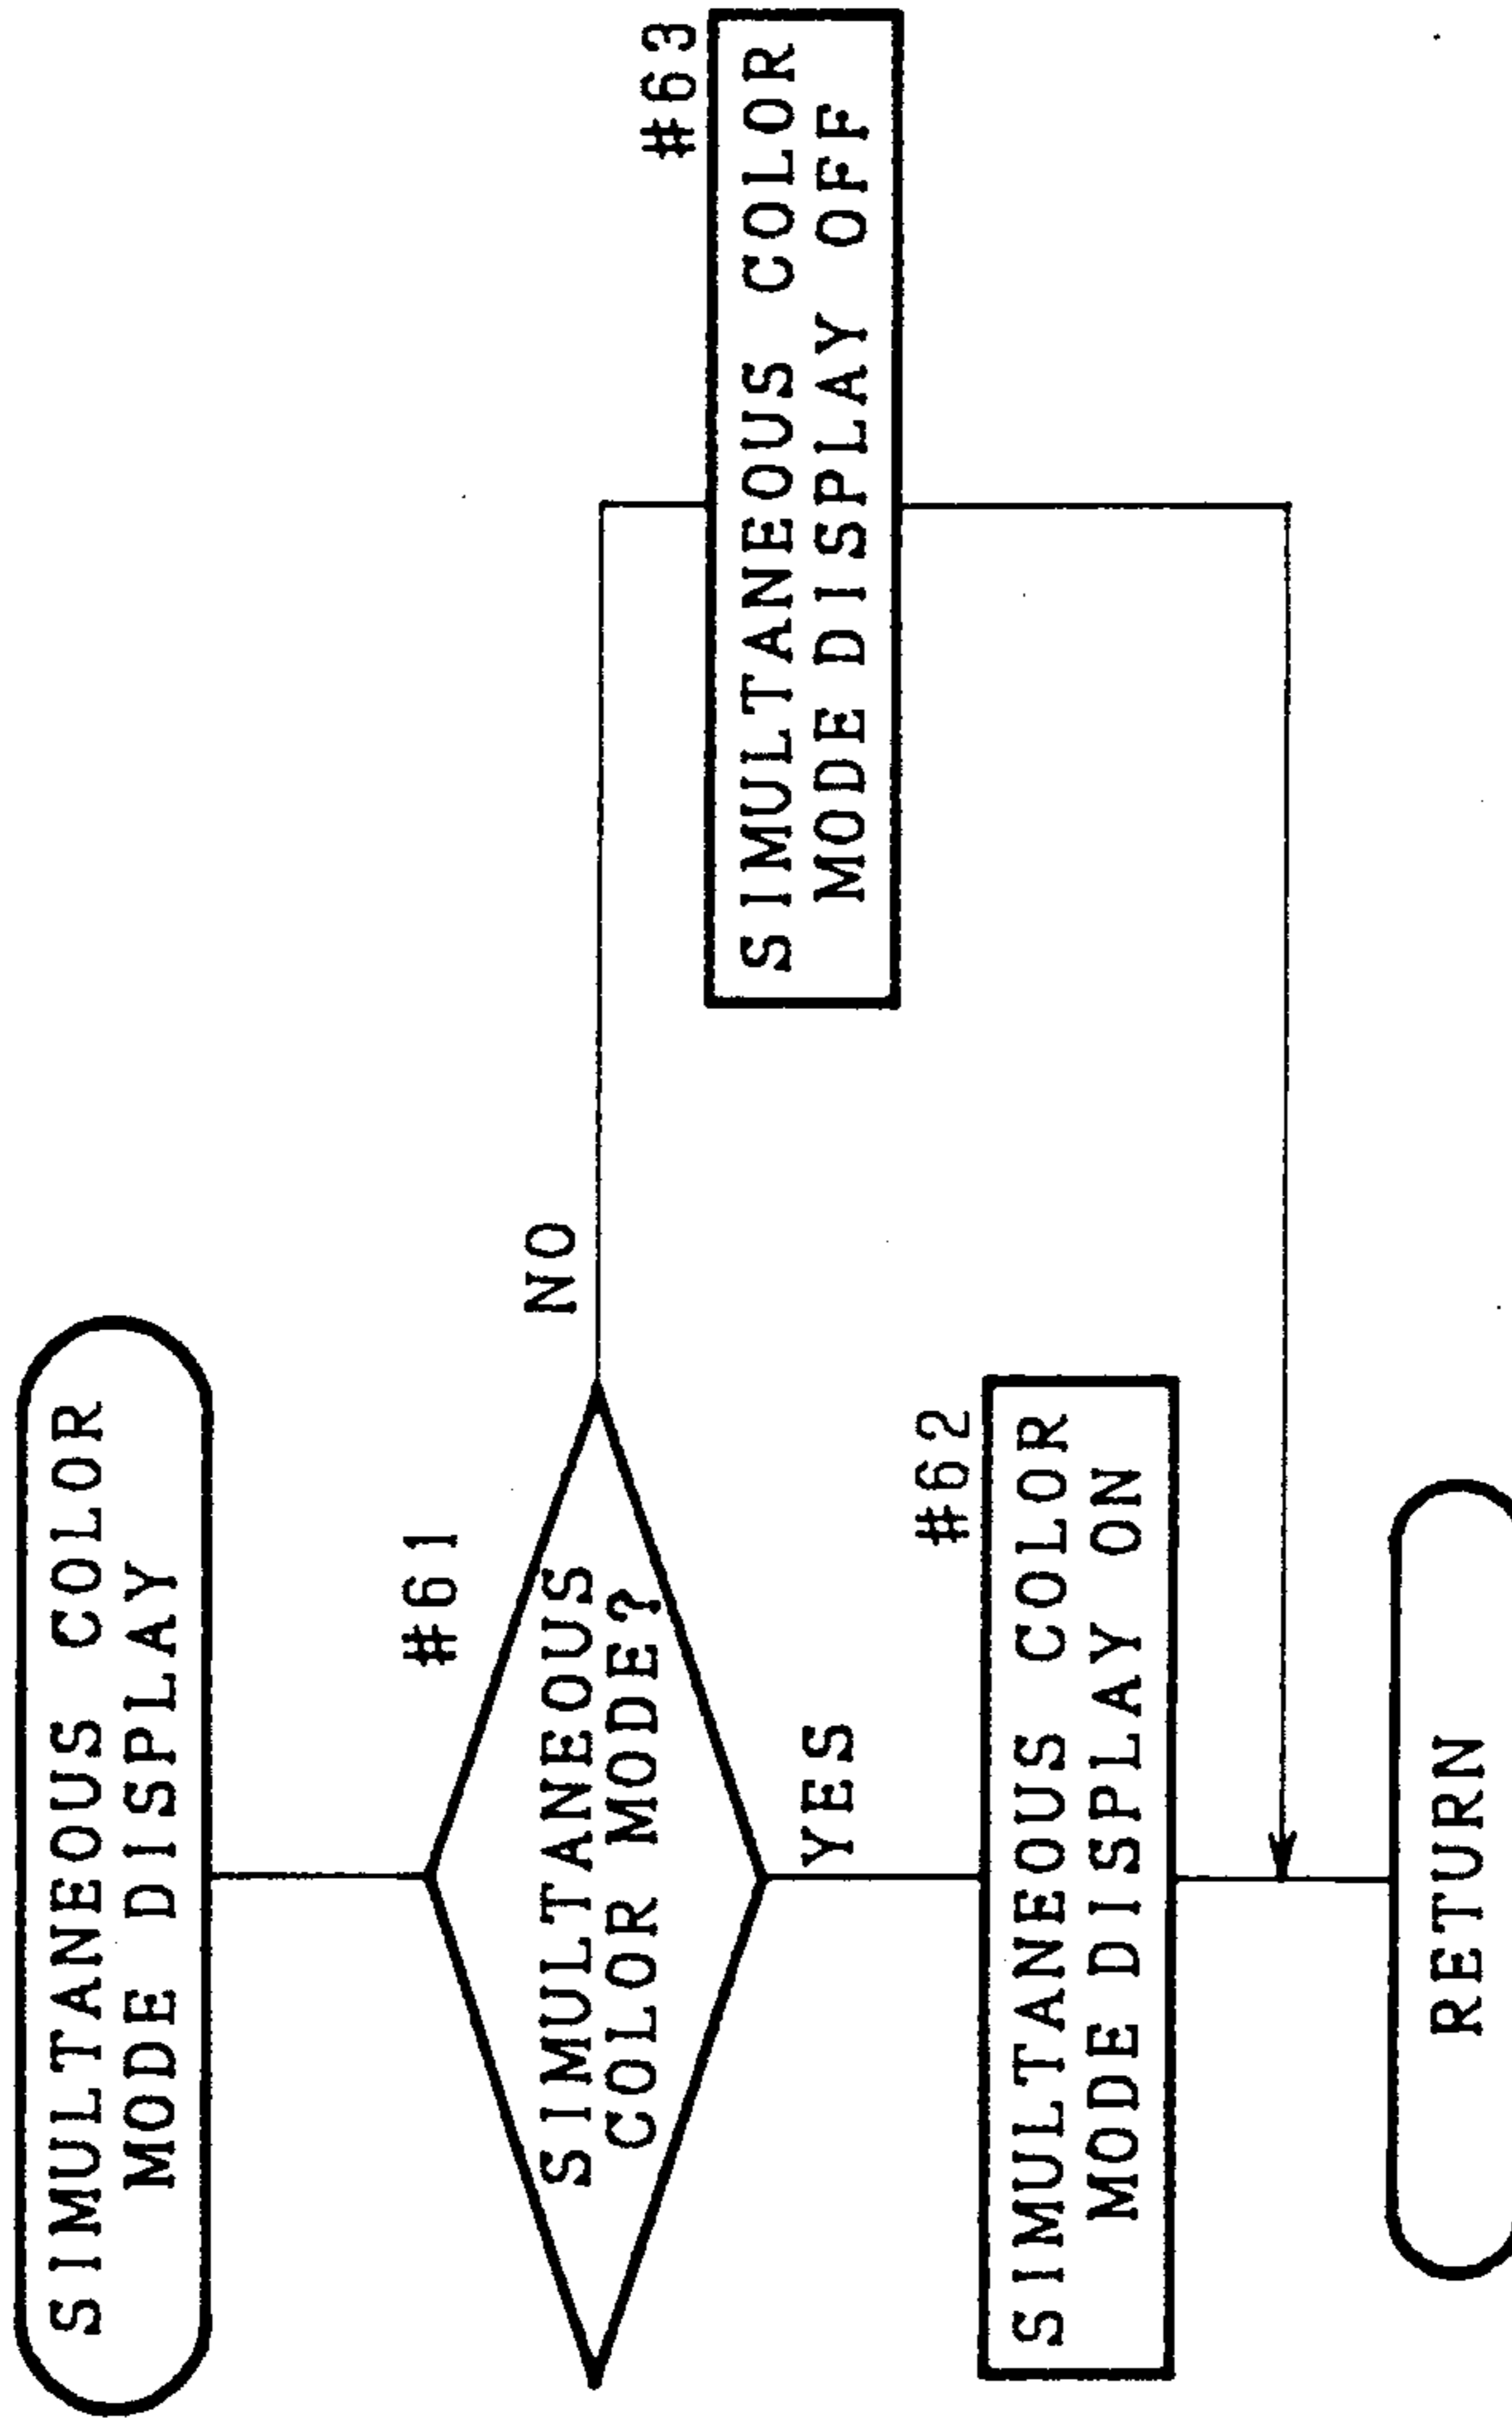 SIMULTANEOUS COLOR
MODE DISPLAY
#61
SIMULTANEOUS
COLOR MODE?
NO
YES
#63
SIMULTANEOUS COLOR
MODE DISPLAY OFF
#62
SIMULTANEOUS COLOR
MODE DISPLAY ON
RETURN